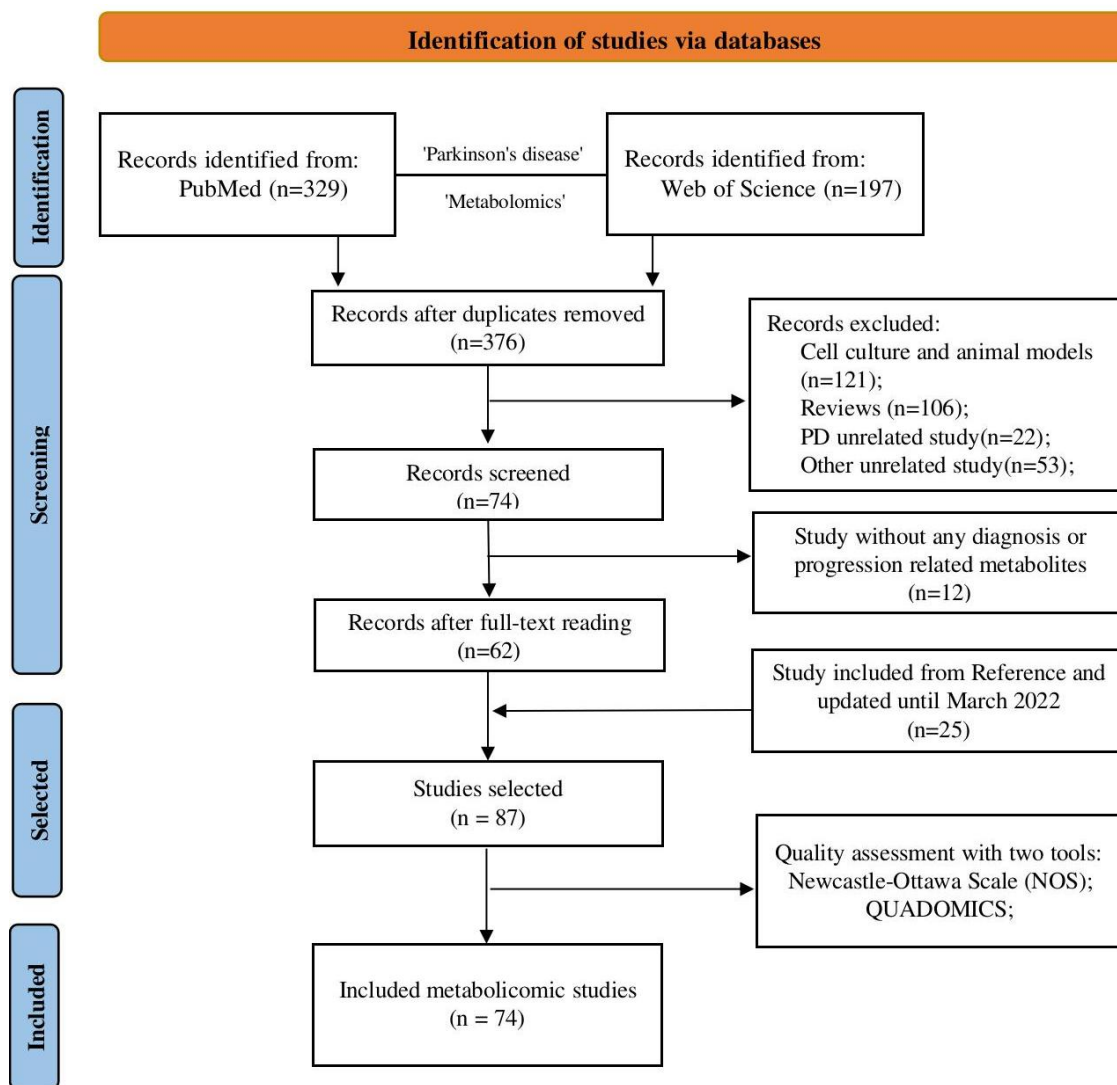 Identification of studies via databases
Identification
Records identified from:
PubMed (n=329)
'Parkinson's disease'
'Metabolomics'
Records identified from:
Web of Science (n=197)
Screening
Records after duplicates removed
(n=376)
Records excluded:
Cell culture and animal models
(n=121);
Reviews (n=106);
PD unrelated study(n=22);
Other unrelated study(n=53);
Records screened
(n=74)
Study without any diagnosis or
progression related metabolites
(n=12)
Records after full-text reading
(n=62)
Study included from Reference and
updated until March 2022
(n=25)
Selected
Studies selected
(n = 87)
Quality assessment with two tools:
Newcastle-Ottawa Scale (NOS);
QUADOMICS;
Included
Included metabolicomic studies
n = 74)